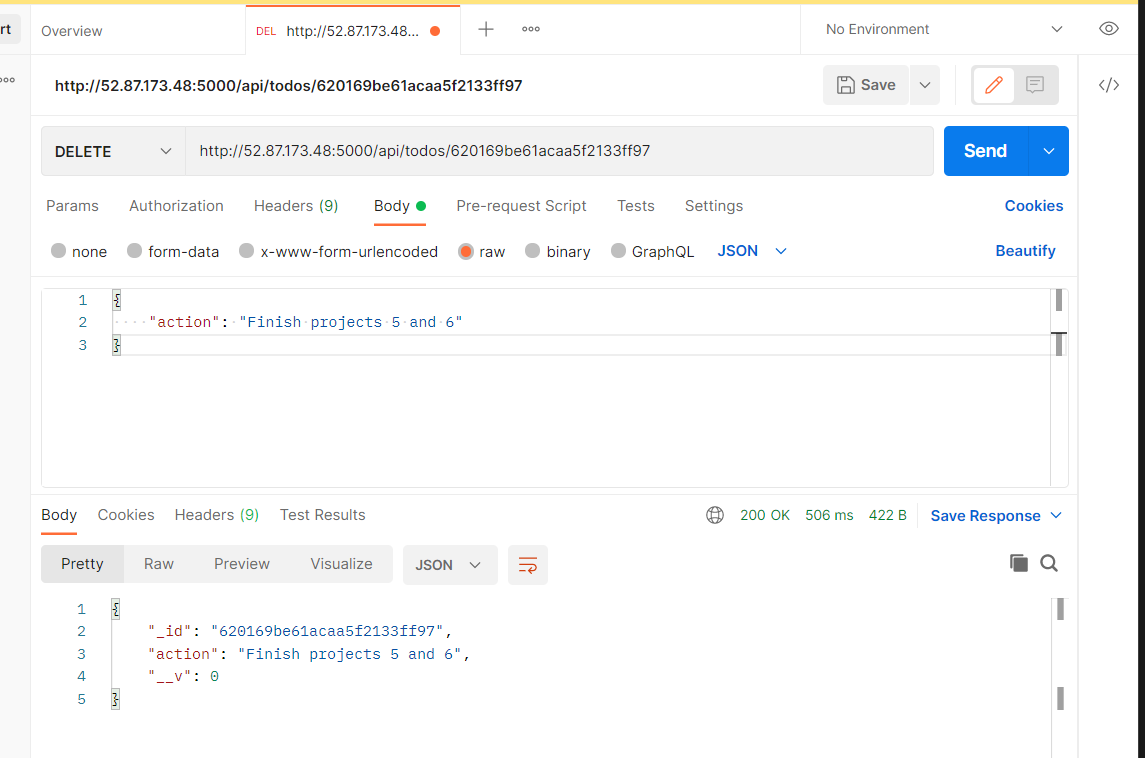 rt Overview DEL http://52.87.173.48... + ooo No Environment
ooo
http://52.87.173.48:5000/api/todos/620169be61acaa5f2133ff97 Save </>
DELETE http://52.87.173.48:5000/api/todos/620169be61acaa5f2133ff97 Send
Params Authorization Headers (9) Body Pre-request Script Tests Settings Cookies
none form-data x-www-form-urlencoded raw binary GraphQL JSON Beautify
1 {
2 ····"action":·"Finish·projects·5·and·6"
3 }
Body Cookies Headers (9) Test Results 200 OK 506 ms 422 B Save Response
Pretty Raw Preview Visualize JSON
1 {
2 "_id": "620169be61acaa5f2133ff97",
3 "action": "Finish projects 5 and 6",
4 "__v": 0
5 }